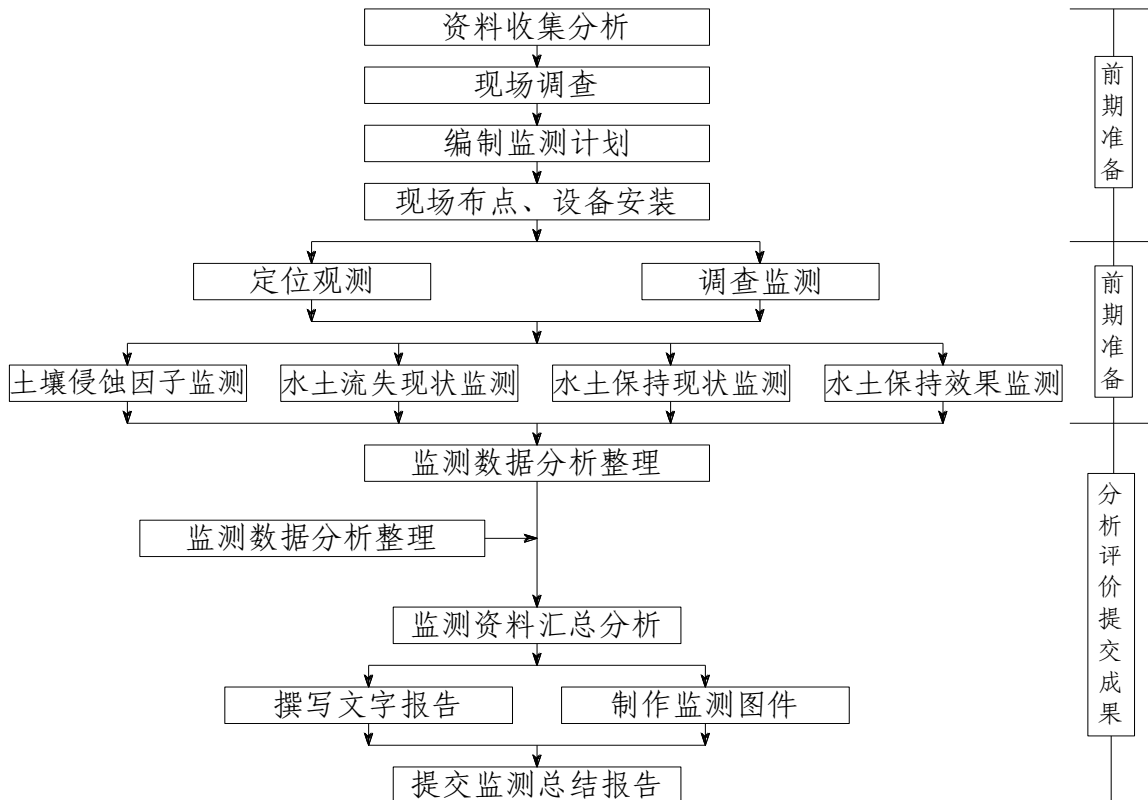 资料收集分析
现场调查
编制监测计划
现场布点、设备安装
前期准备
定位观测
调查监测
前期准备
土壤侵蚀因子监测
水土流失现状监测
水土保持现状监测
水土保持效果监测
监测数据分析整理
监测数据分析整理
监测资料汇总分析
撰写文字报告
制作监测图件
提交监测总结报告
分析评价提交成果